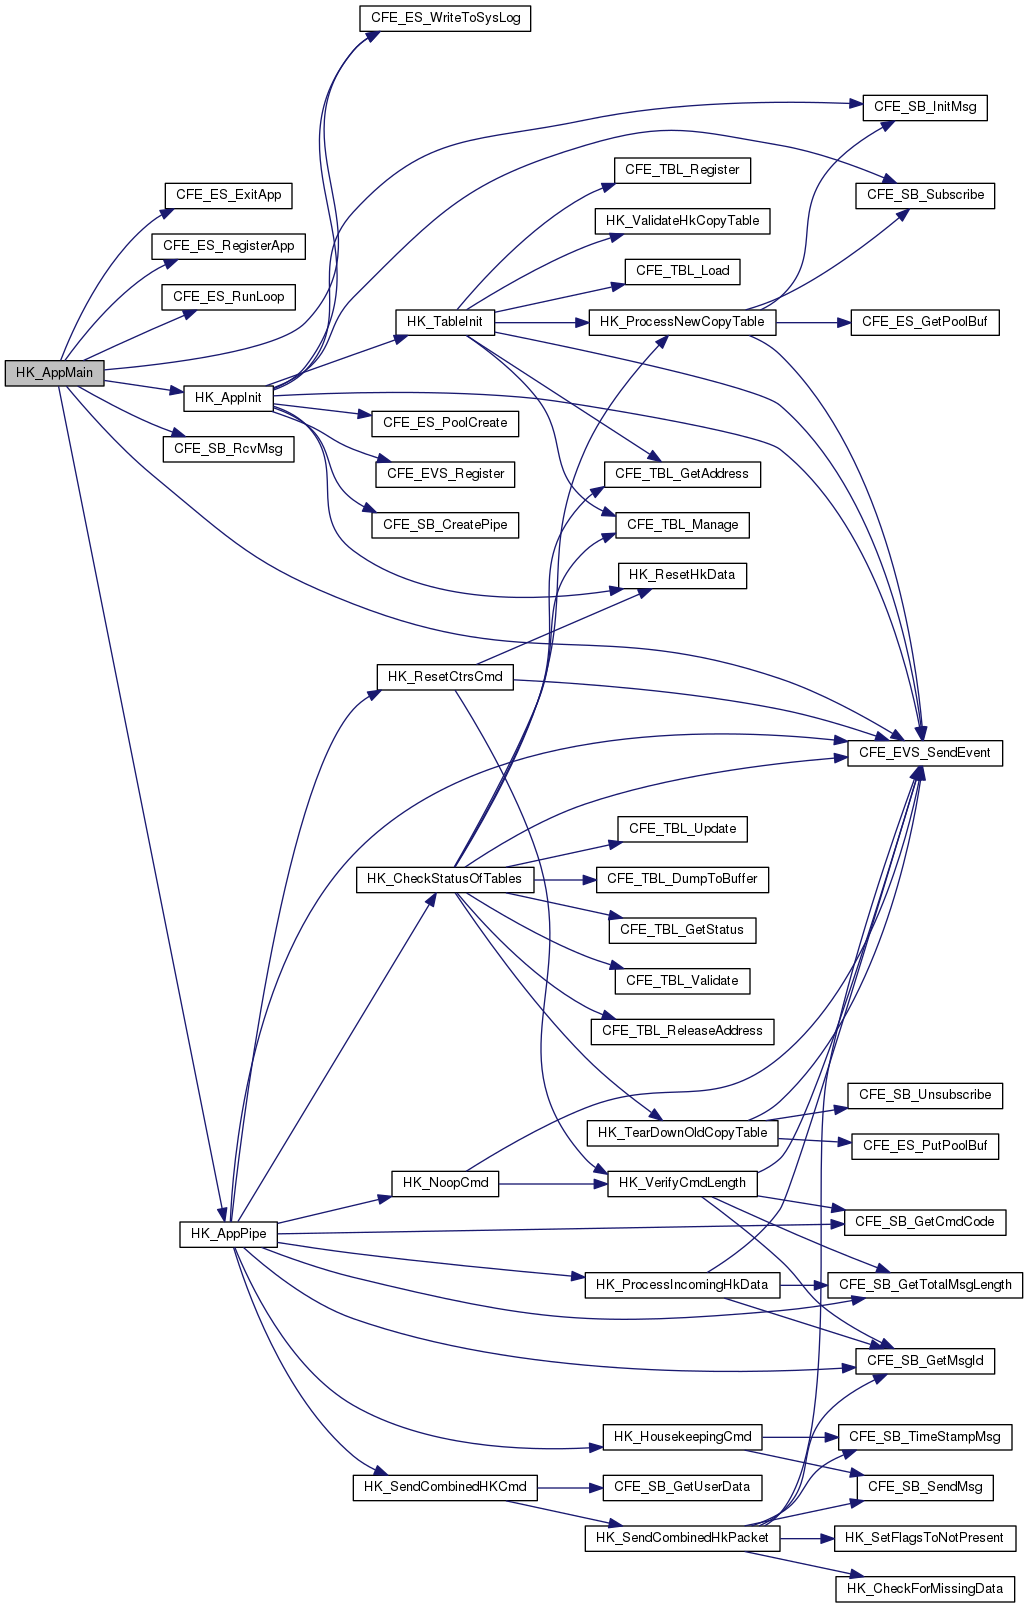 CFE_ES_WriteToSysLog
CFE_SB_InitMsg
CFE_TBL_Register
CFE_ES_ExitApp
CFE_SB_Subscribe
HK_ValidateHkCopyTable
CFE_ES_RegisterApp
CFE_TBL_Load
CFE_ES_RunLoop
HK_TableInit
HK_ProcessNewCopyTable
CFE_ES_GetPoolBuf
HK_AppMain
HK_AppInit
CFE_ES_PoolCreate
CFE_SB_RcvMsg
CFE_EVS_Register
CFE_TBL_GetAddress
CFE_SB_CreatePipe
CFE_TBL_Manage
HK_ResetHkData
HK_ResetCtrsCmd
CFE_EVS_SendEvent
CFE_TBL_Update
HK_CheckStatusOfTables
CFE_TBL_DumpToBuffer
CFE_TBL_GetStatus
CFE_TBL_Validate
CFE_TBL_ReleaseAddress
CFE_SB_Unsubscribe
HK_TearDownOldCopyTable
CFE_ES_PutPoolBuf
HK_NoopCmd
HK_VerifyCmdLength
CFE_SB_GetCmdCode
HK_AppPipe
HK_ProcessIncomingHkData
CFE_SB_GetTotalMsgLength
CFE_SB_GetMsgId
HK_HousekeepingCmd
CFE_SB_TimeStampMsg
HK_SendCombinedHKCmd
CFE_SB_GetUserData
CFE_SB_SendMsg
HK_SendCombinedHkPacket
HK_SetFlagsToNotPresent
HK_CheckForMissingData